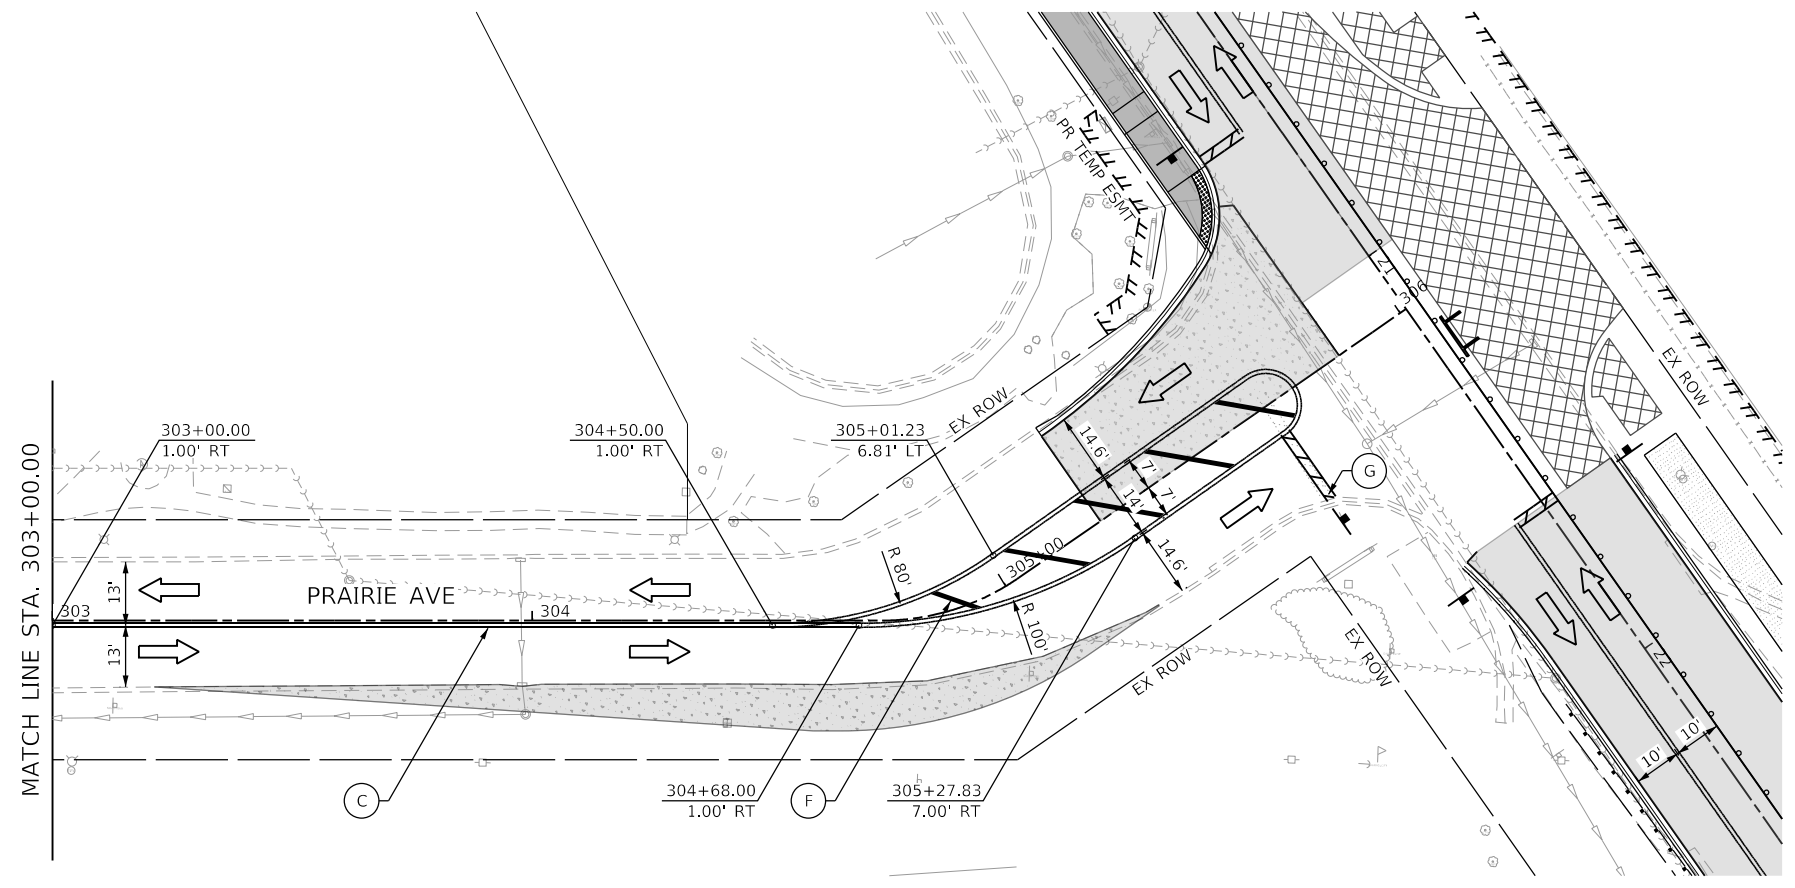 PR TEMP ESMT
21
306
EX ROW
EX ROW
303+00.00
1.00' RT
304+50.00
1.00' RT
305+01.23
6.81' LT
14.6'
7'
G
14'
7'
MATCH LINE STA. 303+00.00
305+00
R 80'
14.6'
13'
PRAIRIE AVE
303
304
R 100'
13'
EX ROW
EX ROW
22
10'
10'
C
304+68.00
1.00' RT
F
305+27.83
7.00' RT